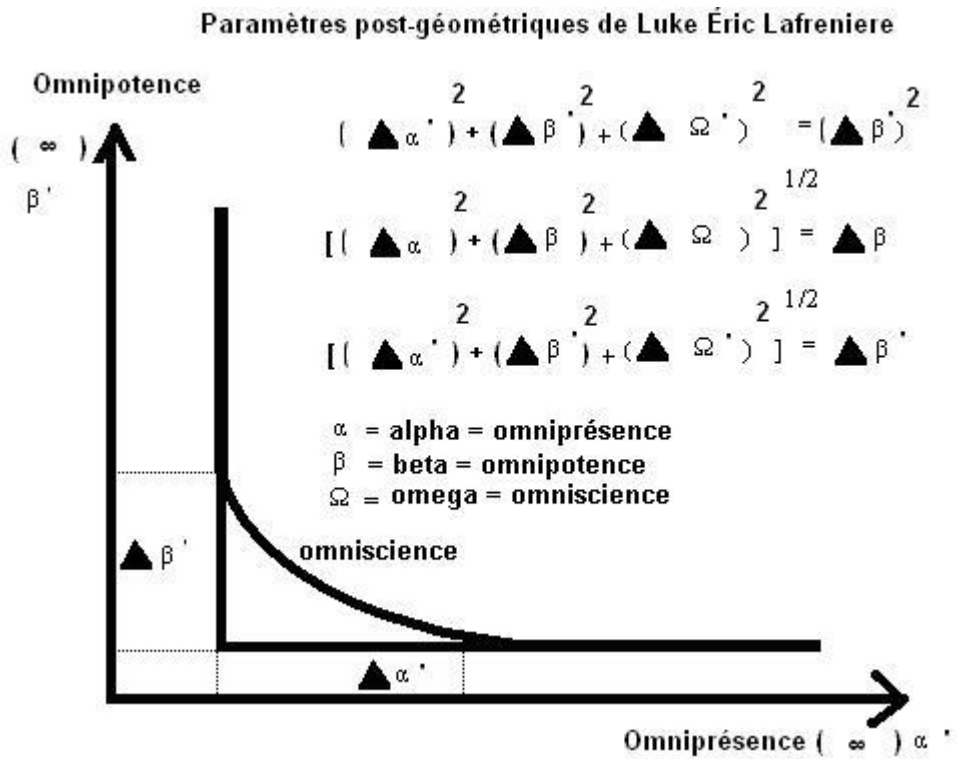 Paramètres post-géométriques de Luke Éric Lafreniere
Omnipotence
( ∞ )
β '
( ▲ α · )² + ( ▲ β · )² + ( ▲ Ω · )² = ( ▲ β · )²
[ ( ▲ α )² + ( ▲ β )² + ( ▲ Ω )² ]^1/2 = ▲ β
[ ( ▲ α · )² + ( ▲ β · )² + ( ▲ Ω · )² ]^1/2 = ▲ β ·
α = alpha = omniprésence
β = beta = omnipotence
Ω = omega = omniscience
omniscience
▲ β '
▲ α ·
Omniprésence ( ∞ ) α ·